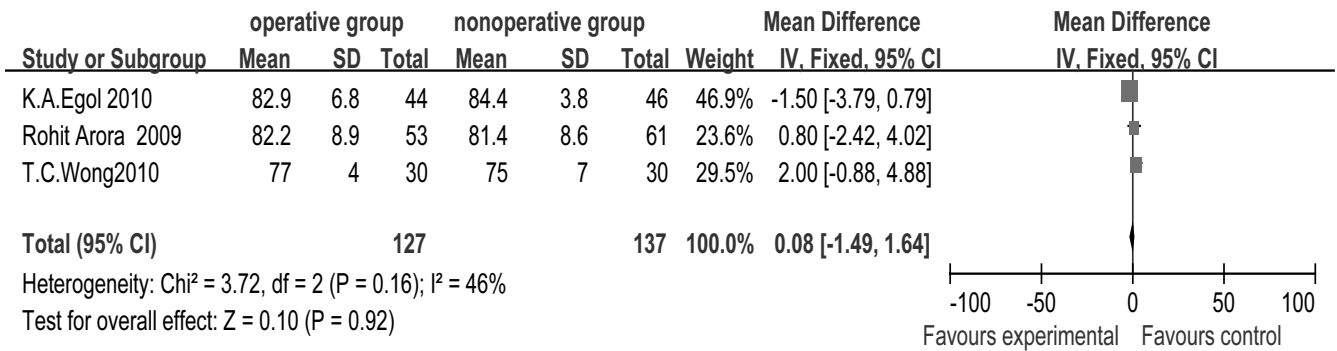 operative group nonoperative group Mean Difference Mean Difference
Study or Subgroup Mean SD Total Mean SD Total Weight IV, Fixed, 95% CI IV, Fixed, 95% CI
K.A.Egol 2010 82.9 6.8 44 84.4 3.8 46 46.9% -1.50 [-3.79, 0.79]
Rohit Arora 2009 82.2 8.9 53 81.4 8.6 61 23.6% 0.80 [-2.42, 4.02]
T.C.Wong2010 77 4 30 75 7 30 29.5% 2.00 [-0.88, 4.88]
Total (95% CI) 127 137 100.0% 0.08 [-1.49, 1.64]
Heterogeneity: Chi² = 3.72, df = 2 (P = 0.16); I² = 46%
Test for overall effect: Z = 0.10 (P = 0.92)
-100 -50 0 50 100
Favours experimental Favours control